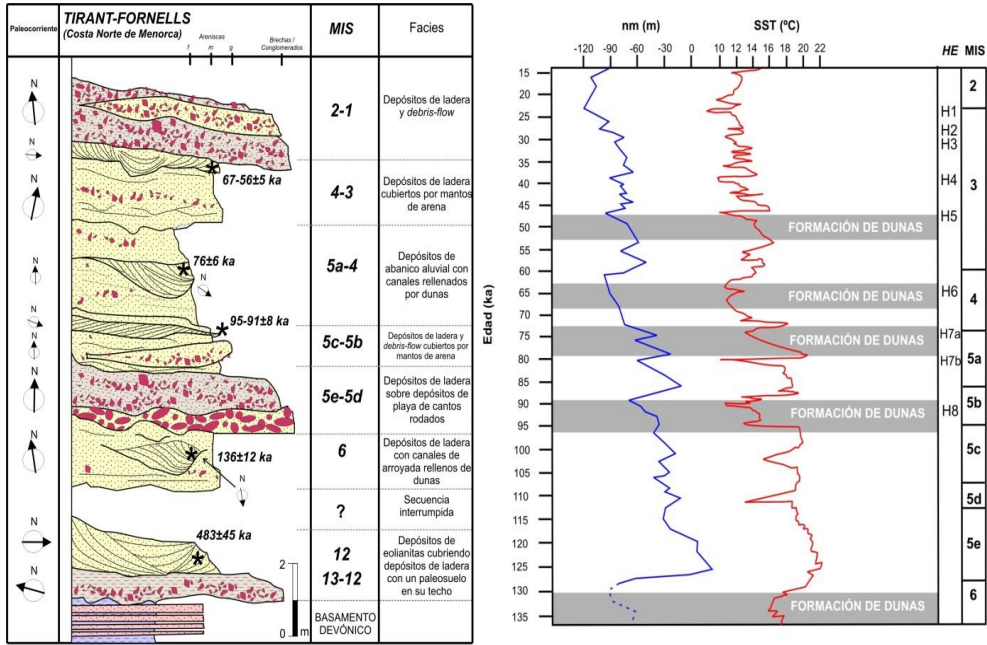 Paleocorriente
TIRANT-FORNELLS
(Costa Norte de Menorca)
Areniscas
f m g
Brechas /
Conglomerados
MIS
Facies
N
2-1
Depósitos de ladera
y debris-flow
N
67-56±5 ka
N
4-3
Depósitos de ladera
cubiertos por mantos
de arena
76±6 ka
N
N
5a-4
Depósitos de
abanico aluvial con
canales rellenados
por dunas
95-91±8 ka
N
N
5c-5b
Depósitos de ladera y
debris-flow cubiertos por
mantos de arena
N
5e-5d
Depósitos de ladera
sobre depósitos de
playa de cantos
rodados
N
136±12 ka
N
6
Depósitos de ladera
con canales de
arroyada rellenos de
dunas
?
Secuencia
interrumpida
N
483±45 ka
12
13-12
Depósitos de
eolianitas cubriendo
depósitos de ladera
con un paleosuelo
en su techo
N
2
0 m
BASAMENTO
DEVÓNICO
nm (m)
SST (ºC)
-120 -90 -60 -30 0
10 12 14 16 18 20 22
HE MIS
Edad (ka)
15
20
25
30
35
40
45
50
55
60
65
70
75
80
85
90
95
100
105
110
115
120
125
130
135
FORMACIÓN DE DUNAS
FORMACIÓN DE DUNAS
FORMACIÓN DE DUNAS
FORMACIÓN DE DUNAS
FORMACIÓN DE DUNAS
H1
H2
H3
H4
H5
H6
H7a
H7b
H8
2
3
4
5a
5b
5c
5d
5e
6